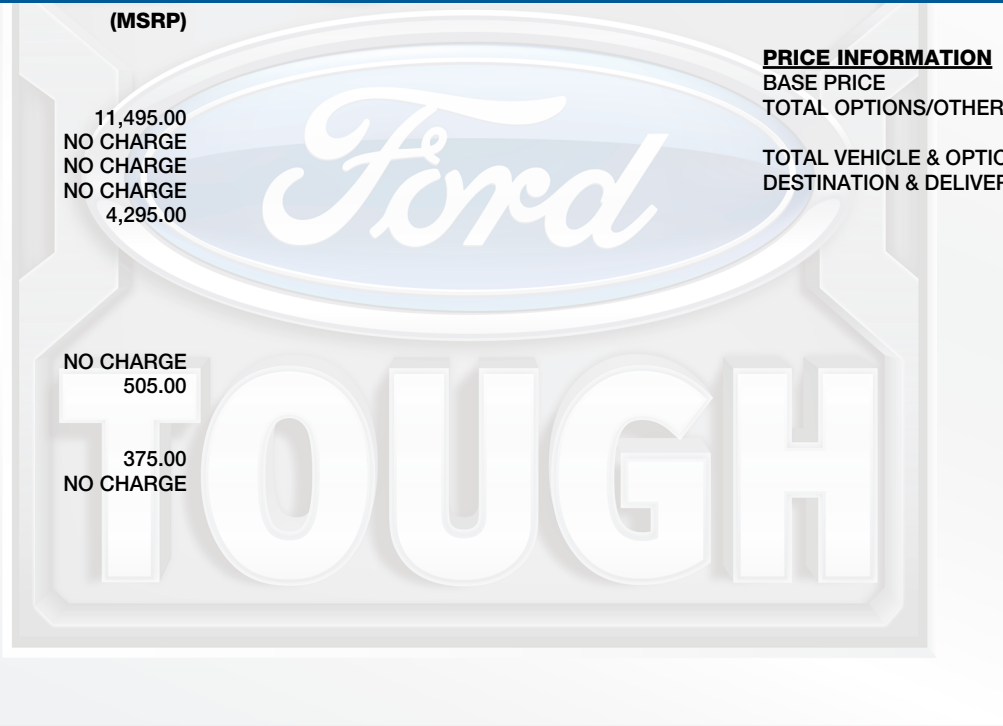 (MSRP)
11,495.00
NO CHARGE
NO CHARGE
NO CHARGE
4,295.00
NO CHARGE
505.00
375.00
NO CHARGE
PRICE INFORMATION
BASE PRICE
TOTAL OPTIONS/OTHER
TOTAL VEHICLE & OPTIO
DESTINATION & DELIVER
Ford
TOUGH